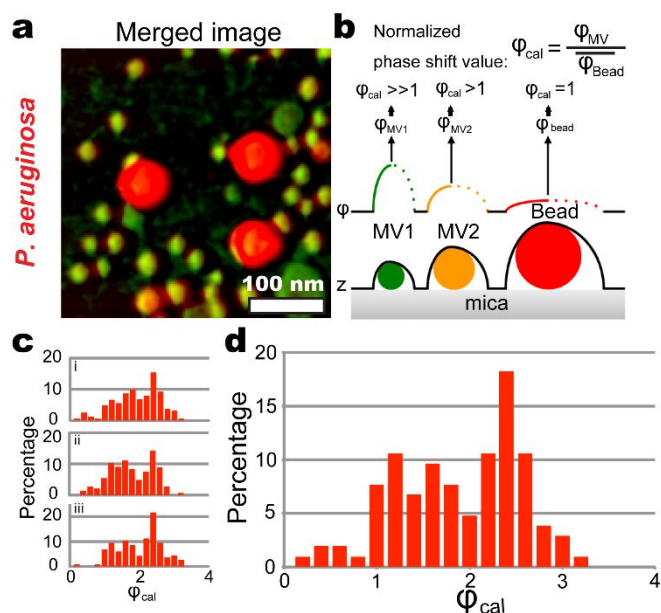 a
Merged image
P. aeruginosa
100 nm
b
Normalized
phase shift value:
φcal = φMV / φBead
φcal >>1
φcal >1
φcal =1
φMV1
φMV2
φbead
φ
MV1
MV2
Bead
z
mica
c
Percentage
i
20
10
0
ii
20
10
0
iii
20
10
0
0
2
4
φcal
d
Percentage
20
15
10
5
0
0
1
2
3
4
φcal